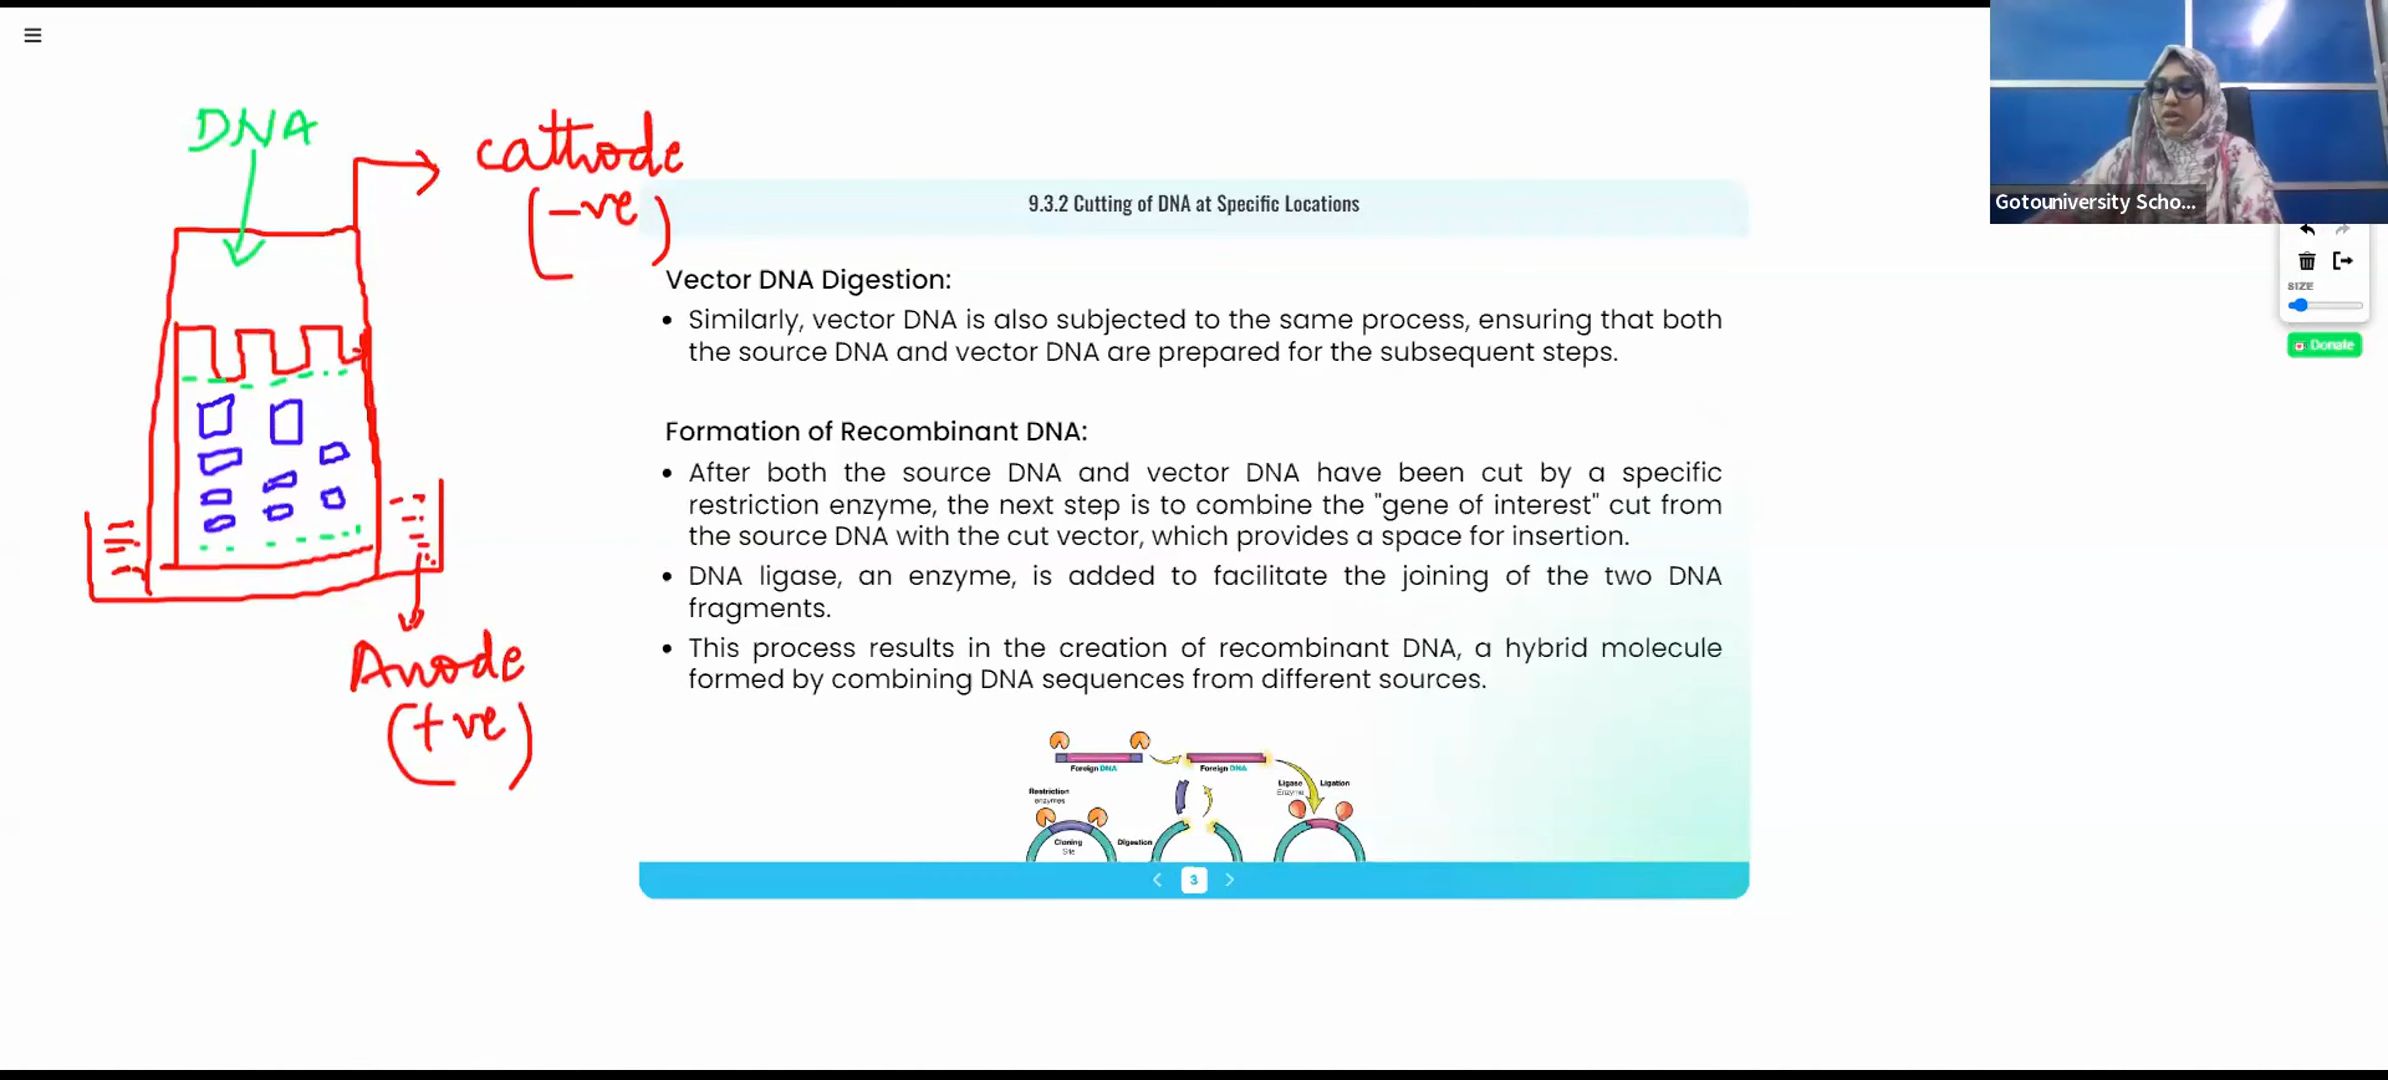 DNA
cathode
(-ve)
Anode
(+ve)
Gotouniversity Scho...
SIZE
Donate
9.3.2 Cutting of DNA at Specific Locations
Vector DNA Digestion:
• Similarly, vector DNA is also subjected to the same process, ensuring that both
the source DNA and vector DNA are prepared for the subsequent steps.
Formation of Recombinant DNA:
• After both the source DNA and vector DNA have been cut by a specific
restriction enzyme, the next step is to combine the "gene of interest" cut from
the source DNA with the cut vector, which provides a space for insertion.
• DNA ligase, an enzyme, is added to facilitate the joining of the two DNA
fragments.
• This process results in the creation of recombinant DNA, a hybrid molecule
formed by combining DNA sequences from different sources.
Foreign DNA
Foreign DNA
Restriction
enzymes
Ligase
Enzyme
Ligation
Cloning
Site
Digestion
3